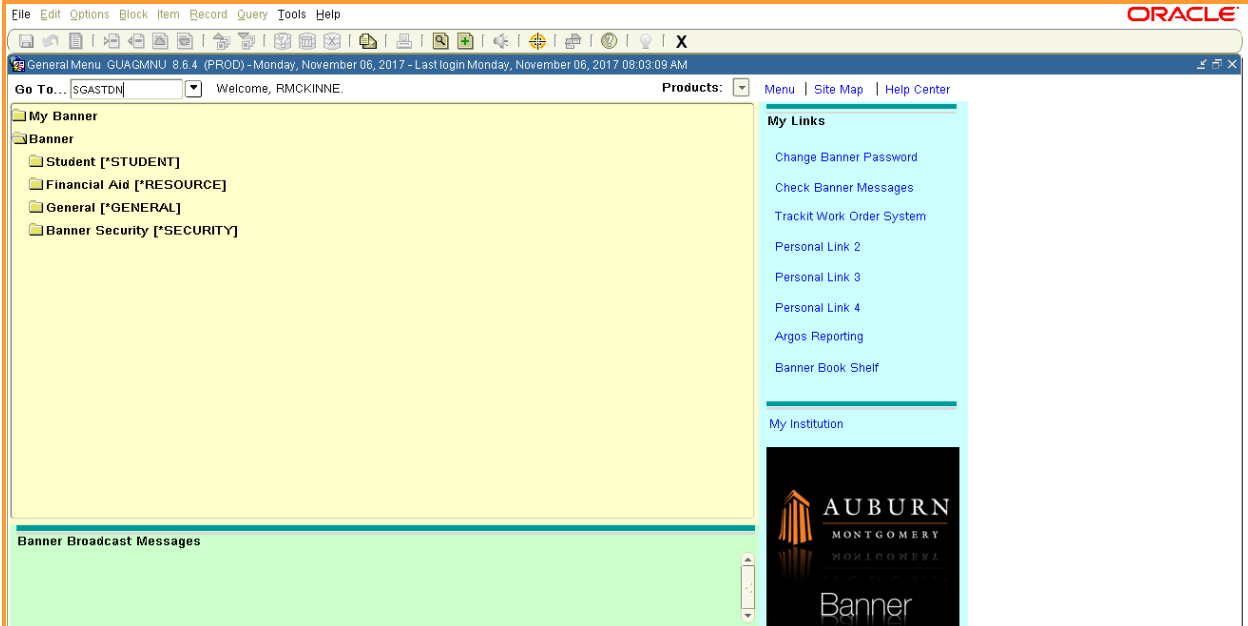 File Edit Options Block Item Record Query Tools Help
ORACLE
X
General Menu GUAGMNU 8.6.4 (PROD) - Monday, November 06, 2017 - Last login Monday, November 06, 2017 08:03:09 AM
Go To... SGASTDN Welcome, RMCKINNE. Products: Menu | Site Map | Help Center
My Banner
Banner
Student [*STUDENT]
Financial Aid [*RESOURCE]
General [*GENERAL]
Banner Security [*SECURITY]
My Links
Change Banner Password
Check Banner Messages
Trackit Work Order System
Personal Link 2
Personal Link 3
Personal Link 4
Argos Reporting
Banner Book Shelf
My Institution
AUBURN
MONTGOMERY
Banner
Banner Broadcast Messages